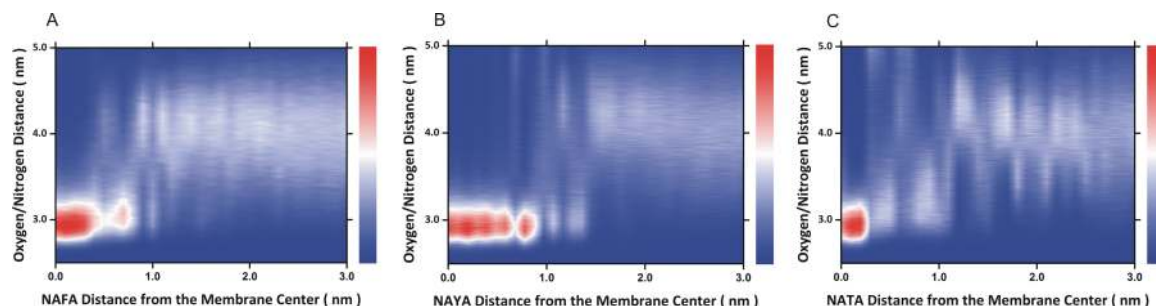 A
Oxygen/Nitrogen Distance ( nm )
5.0
4.0
3.0
0.0 1.0 2.0 3.0
NAFA Distance from the Membrane Center ( nm )
B
Oxygen/Nitrogen Distance ( nm )
5.0
4.0
3.0
0.0 1.0 2.0 3.0
NAYA Distance from the Membrane Center ( nm )
C
Oxygen/Nitrogen Distance ( nm )
5.0
4.0
3.0
0.0 1.0 2.0 3.0
NATA Distance from the Membrane Center ( nm )